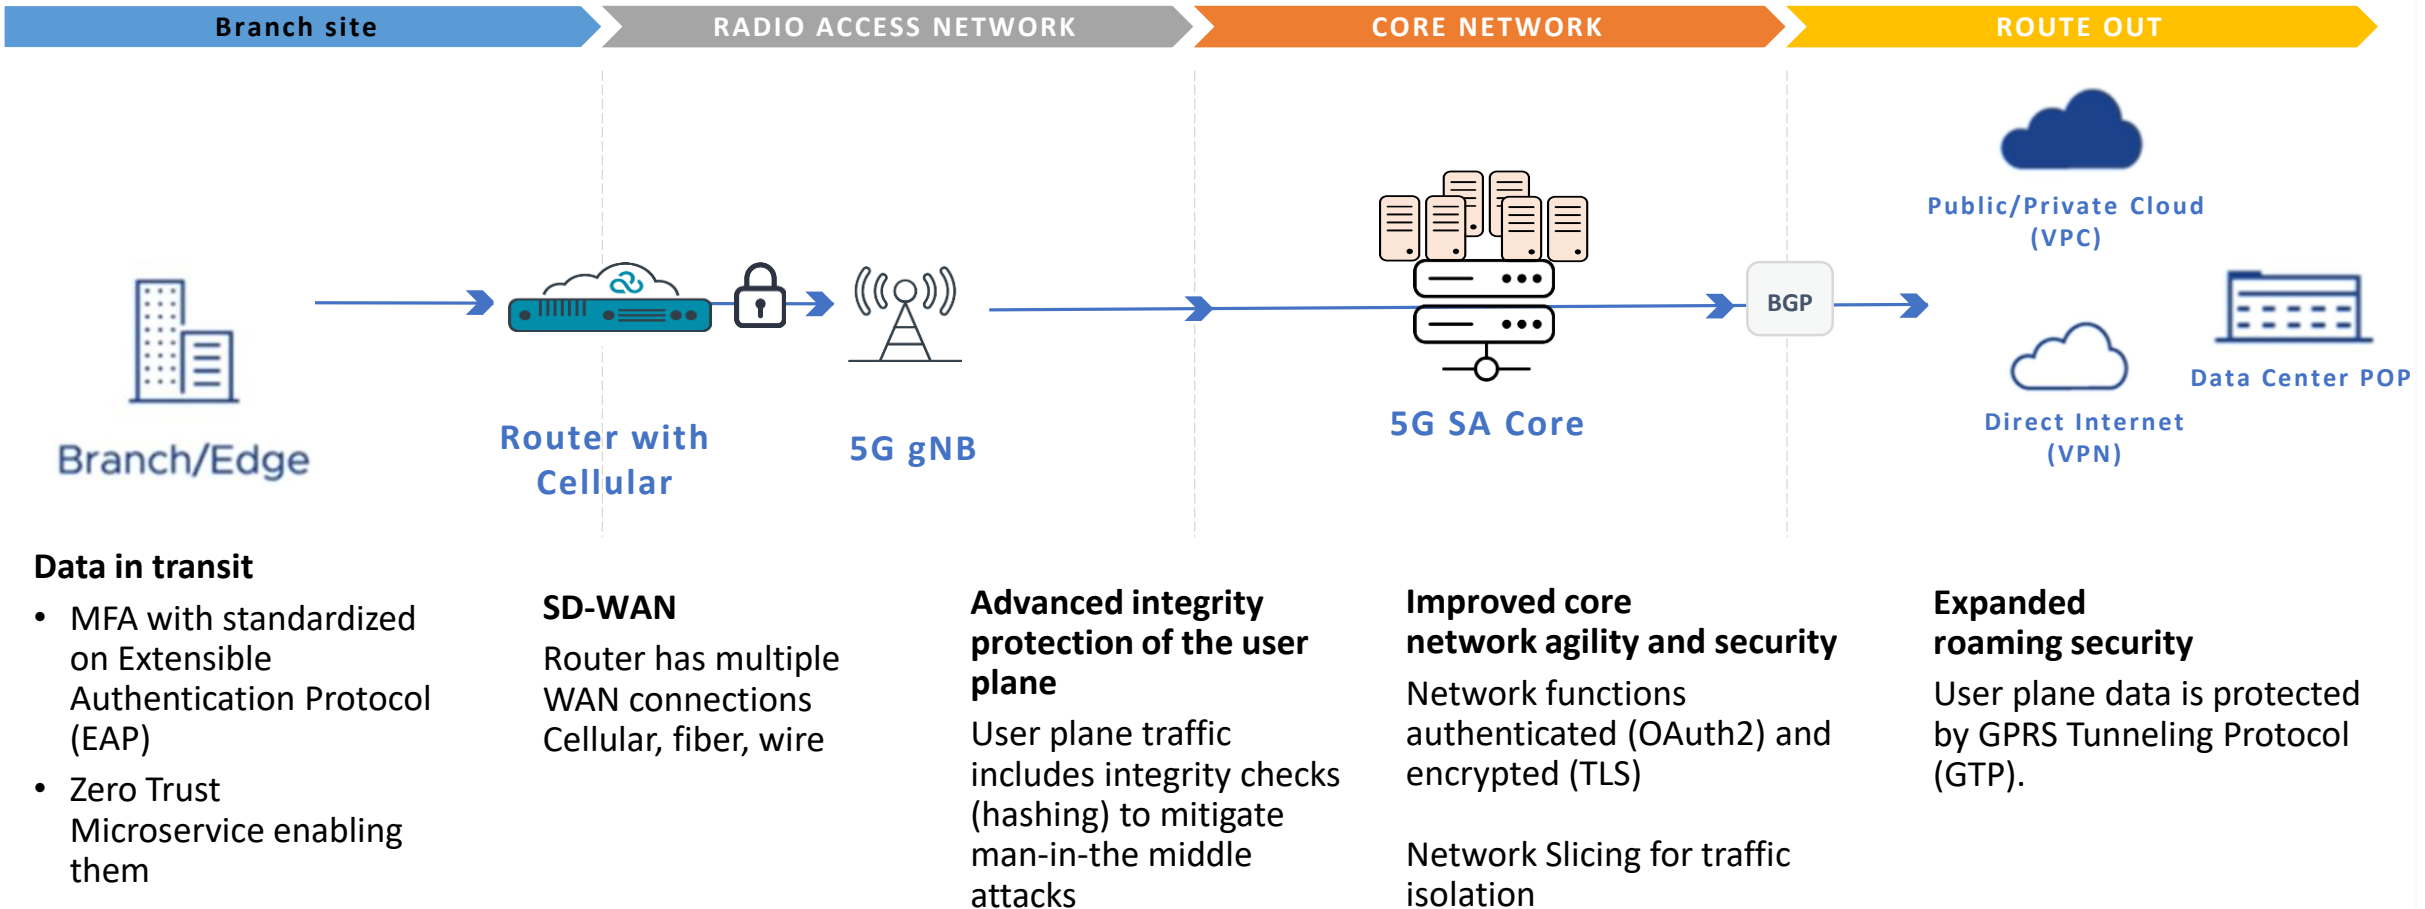 Branch site
RADIO ACCESS NETWORK
CORE NETWORK
ROUTE OUT
Public/Private Cloud
(VPC)
BGP
Data Center POP
Direct Internet
(VPN)
Branch/Edge
Router with
Cellular
5G gNB
5G SA Core
Data in transit
• MFA with standardized
on Extensible
Authentication Protocol
(EAP)
• Zero Trust
Microservice enabling
them
SD-WAN
Router has multiple
WAN connections
Cellular, fiber, wire
Advanced integrity
protection of the user
plane
User plane traffic
includes integrity checks
(hashing) to mitigate
man-in-the middle
attacks
Improved core
network agility and security
Network functions
authenticated (OAuth2) and
encrypted (TLS)
Network Slicing for traffic
isolation
Expanded
roaming security
User plane data is protected
by GPRS Tunneling Protocol
(GTP).